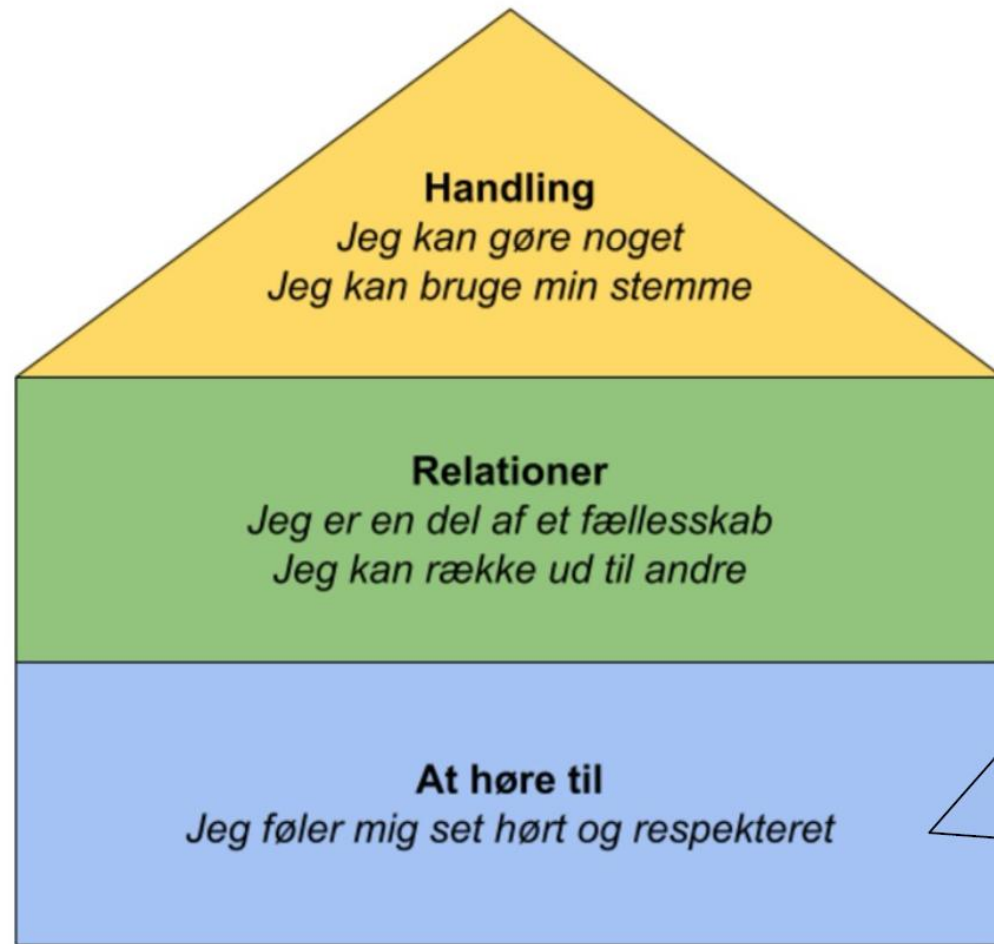 Handling
Jeg kan gøre noget
Jeg kan bruge min stemme
Relationer
Jeg er en del af et fællesskab
Jeg kan række ud til andre
At høre til
Jeg føler mig set hørt og respekteret